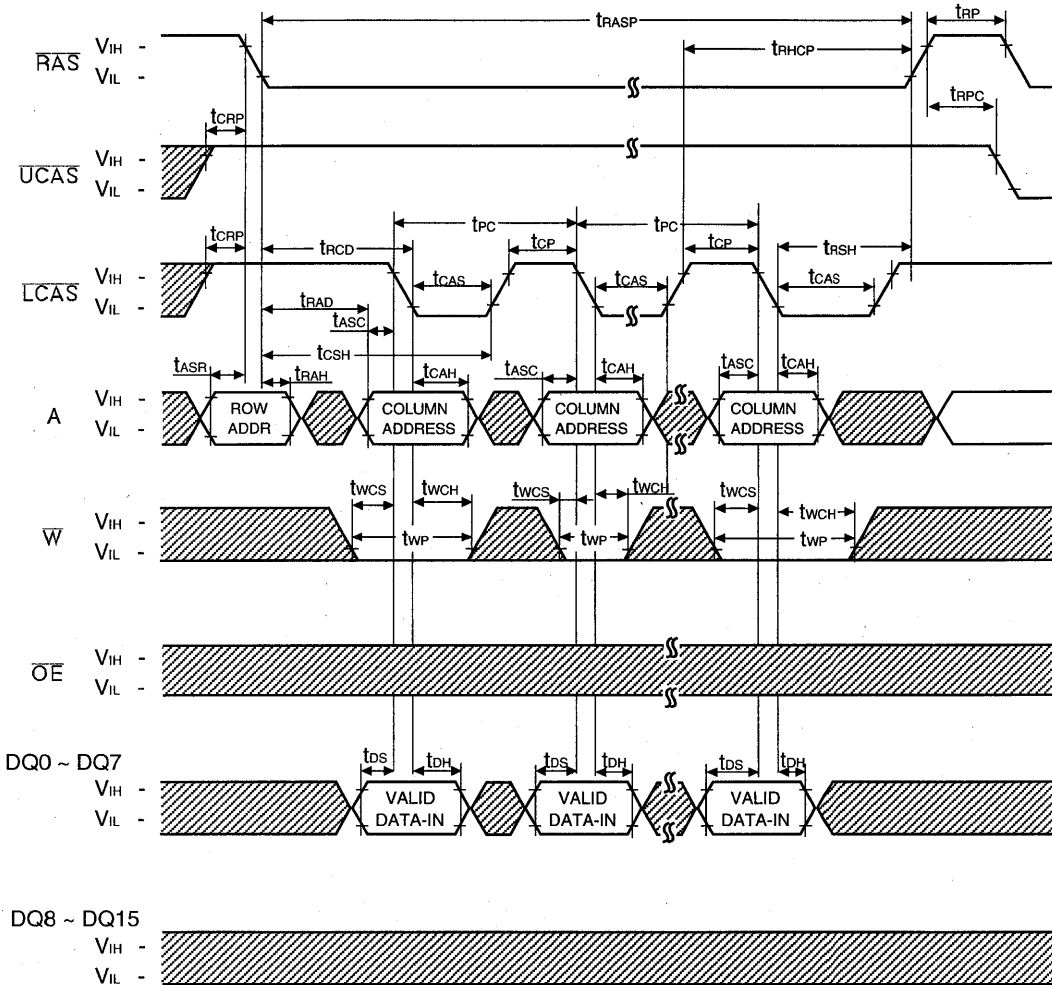 tRASP
tRP
RAS
VIH -
VIL -
tRHCP
tCRP
tRPC
UCAS
VIH -
VIL -
tPC
tPC
tCRP
tRCD
tCP
tCP
tRSH
LCAS
VIH -
VIL -
tCAS
tCAS
tCAS
tRAD
tASC
tCSH
tASR
tRAH
tCAH
tASC
tCAH
tASC
tCAH
A
VIH -
VIL -
ROW ADDR
COLUMN ADDRESS
COLUMN ADDRESS
COLUMN ADDRESS
tWCS
tWCH
tWCS
tWCH
tWCS
tWCH
W
VIH -
VIL -
tWP
tWP
tWP
OE
VIH -
VIL -
DQ0 ~ DQ7
tDS
tDH
tDS
tDH
tDS
tDH
VIH -
VIL -
VALID DATA-IN
VALID DATA-IN
VALID DATA-IN
DQ8 ~ DQ15
VIH -
VIL -